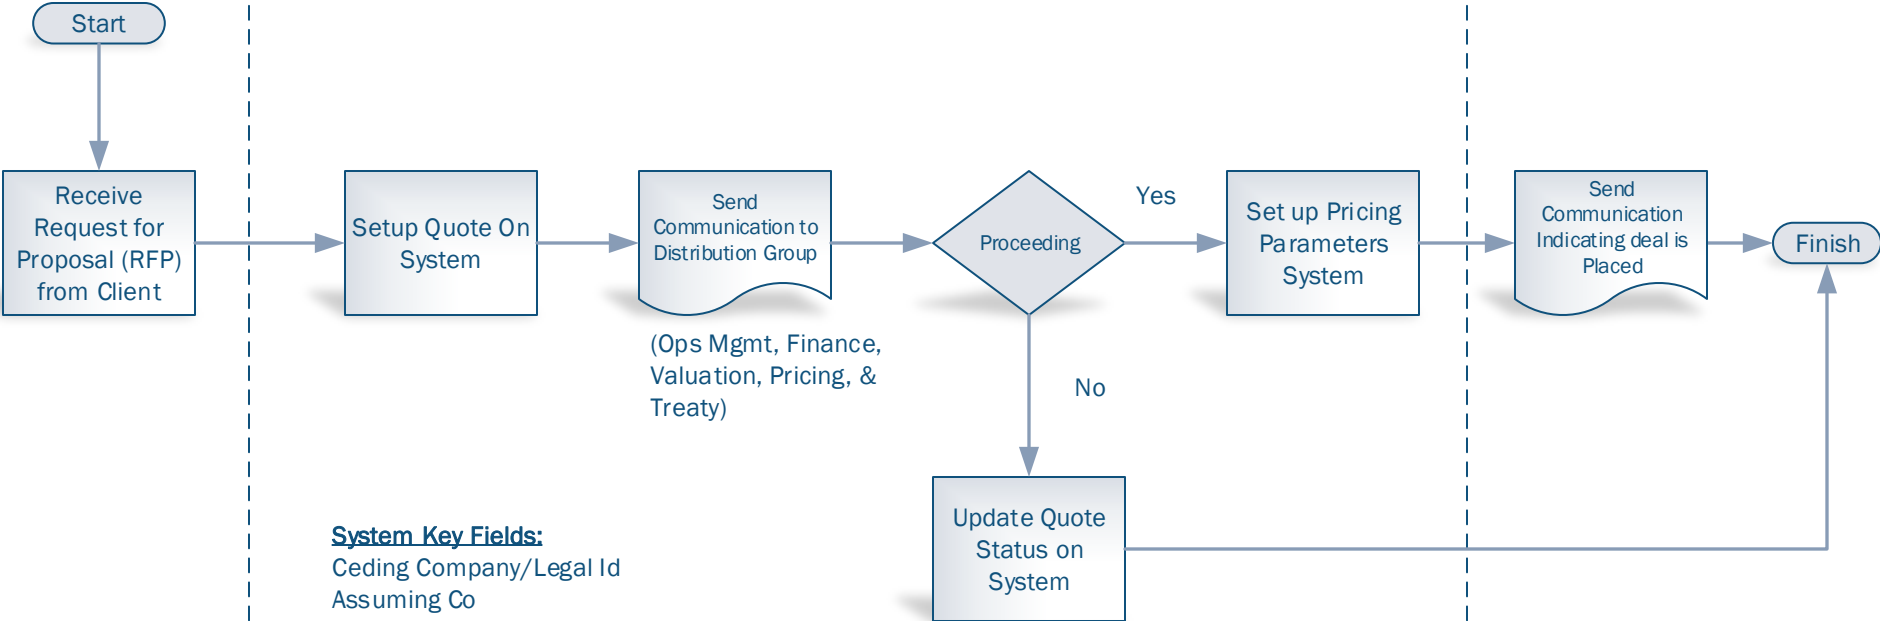 Start
Receive
Request for
Proposal (RFP)
from Client
Setup Quote On
System
Send
Communication to
Distribution Group
(Ops Mgmt, Finance,
Valuation, Pricing, &
Treaty)
Proceeding
Yes
No
Set up Pricing
Parameters
System
Send
Communication
Indicating deal is
Placed
Finish
Update Quote
Status on
System
System Key Fields:
Ceding Company/Legal Id
Assuming Co